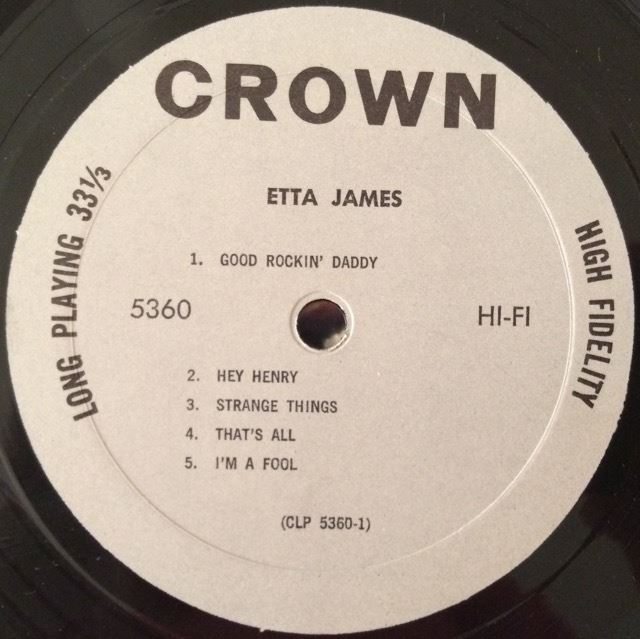 CROWN
LONG PLAYING 33⅓
HIGH FIDELITY
ETTA JAMES
1. GOOD ROCKIN' DADDY
5360
HI-FI
2. HEY HENRY
3. STRANGE THINGS
4. THAT'S ALL
5. I'M A FOOL
(CLP 5360-1)